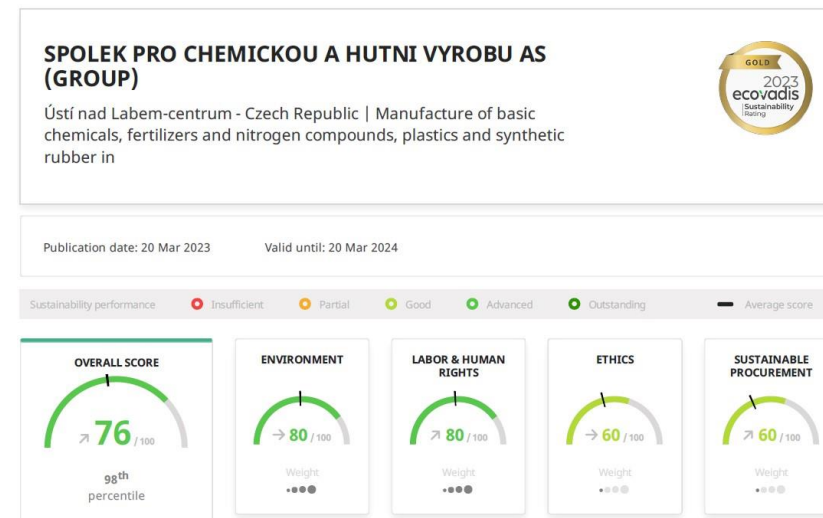 SPOLEK PRO CHEMICKOU A HUTNI VYROBU AS
(GROUP)
Ústí nad Labem-centrum - Czech Republic | Manufacture of basic
chemicals, fertilizers and nitrogen compounds, plastics and synthetic
rubber in
GOLD
2023
ecovadis
Sustainability
Rating
Publication date: 20 Mar 2023
Valid until: 20 Mar 2024
Sustainability performance
Insufficient
Partial
Good
Advanced
Outstanding
Average score
OVERALL SCORE
76 / 100
98th
percentile
ENVIRONMENT
80 / 100
Weight
LABOR & HUMAN
RIGHTS
80 / 100
Weight
ETHICS
60 / 100
Weight
SUSTAINABLE
PROCUREMENT
60 / 100
Weight